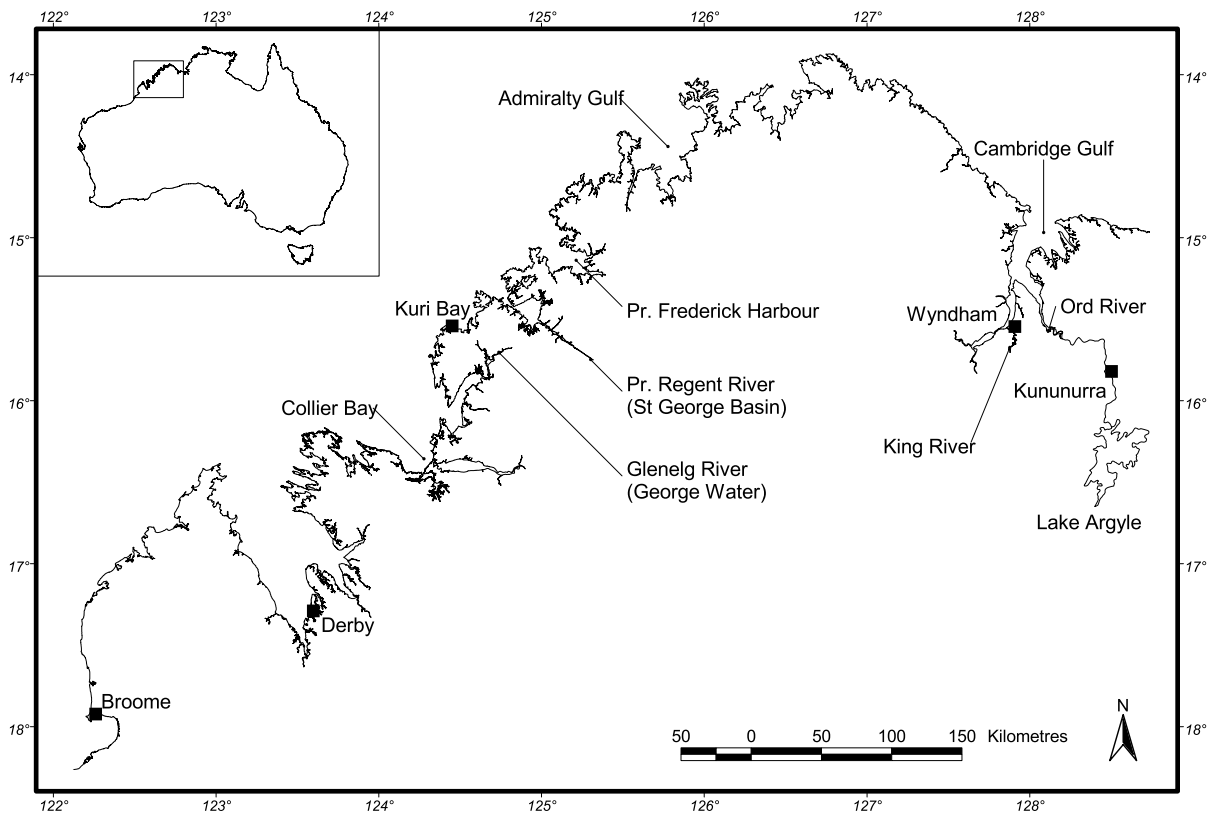 122° 123° 124° 125° 126° 127° 128°
14° 14°
Admiralty Gulf
Cambridge Gulf
15° 15°
Kuri Bay
Pr. Frederick Harbour
Wyndham
Ord River
Pr. Regent River
(St George Basin)
Kununurra
16° 16°
Collier Bay
King River
Glenelg River
(George Water)
Lake Argyle
17° 17°
Derby
Broome
N
18° 18°
50 0 50 100 150 Kilometres
122° 123° 124° 125° 126° 127° 128°